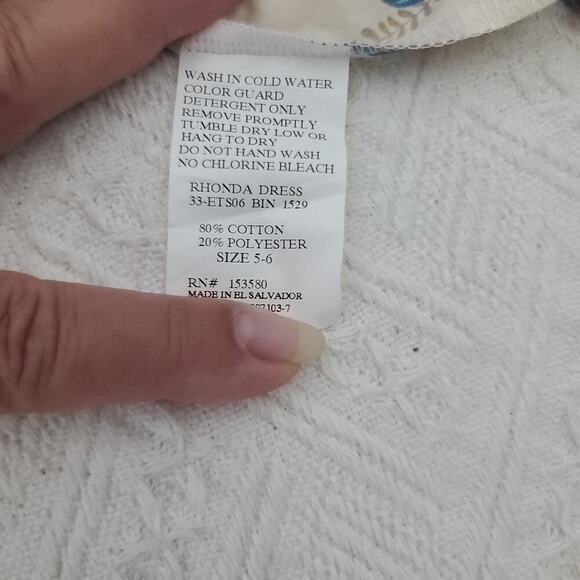 WASH IN COLD WATER
COLOR GUARD
DETERGENT ONLY
REMOVE PROMPTLY
TUMBLE DRY LOW OR
HANG TO DRY
DO NOT HAND WASH
NO CHLORINE BLEACH
RHONDA DRESS
33-ETS06 BIN 1529
80% COTTON
20% POLYESTER
SIZE 5-6
RN# 153580
MADE IN EL SALVADOR